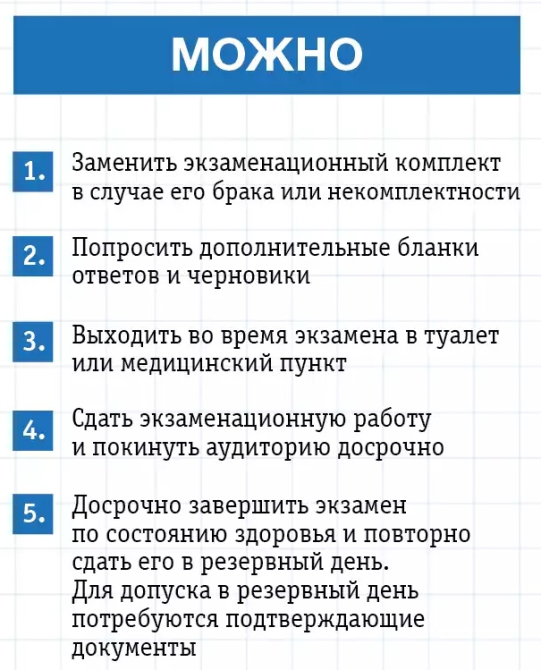 МОЖНО
1. Заменить экзаменационный комплект
в случае его брака или некомплектности
2. Попросить дополнительные бланки
ответов и черновики
3. Выходить во время экзамена в туалет
или медицинский пункт
4. Сдать экзаменационную работу
и покинуть аудиторию досрочно
5. Досрочно завершить экзамен
по состоянию здоровья и повторно
сдать его в резервный день.
Для допуска в резервный день
потребуются подтверждающие
документы